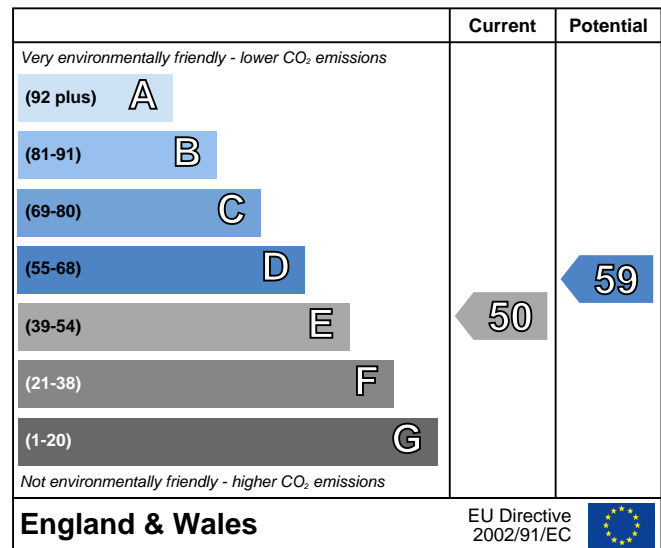 Current Potential
Very environmentally friendly - lower CO₂ emissions
(92 plus) A
(81-91) B
(69-80) C
(55-68) D
59
(39-54) E
50
(21-38) F
(1-20) G
Not environmentally friendly - higher CO₂ emissions
England & Wales
EU Directive
2002/91/EC